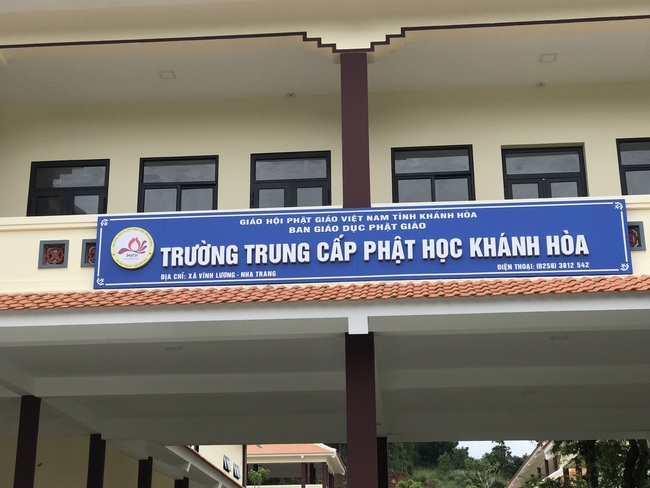 GIÁO HỘI PHẬT GIÁO VIỆT NAM TỈNH KHÁNH HÒA
BAN GIÁO DỤC PHẬT GIÁO
TRƯỜNG TRUNG CẤP PHẬT HỌC KHÁNH HÒA
ĐỊA CHỈ: XÃ VĨNH LƯƠNG - NHA TRANG
ĐIỆN THOẠI: (0258) 3812 542